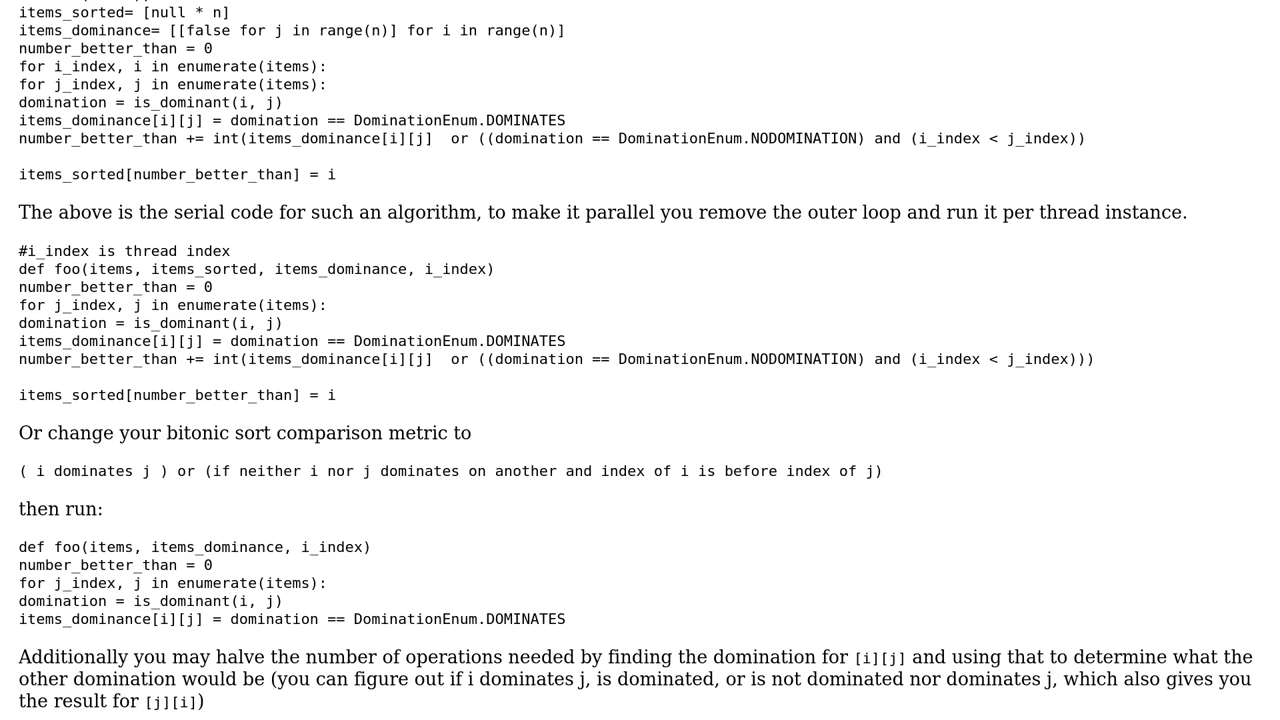 items_sorted= [null * n]
items_dominance= [[false for j in range(n)] for i in range(n)]
number_better_than = 0
for i_index, i in enumerate(items):
for j_index, j in enumerate(items):
domination = is_dominant(i, j)
items_dominance[i][j] = domination == DominationEnum.DOMINATES
number_better_than += int(items_dominance[i][j]  or ((domination == DominationEnum.NODOMINATION) and (i_index < j_index))

items_sorted[number_better_than] = i
The above is the serial code for such an algorithm, to make it parallel you remove the outer loop and run it per thread instance.
#i_index is thread index
def foo(items, items_sorted, items_dominance, i_index)
number_better_than = 0
for j_index, j in enumerate(items):
domination = is_dominant(i, j)
items_dominance[i][j] = domination == DominationEnum.DOMINATES
number_better_than += int(items_dominance[i][j]  or ((domination == DominationEnum.NODOMINATION) and (i_index < j_index)))

items_sorted[number_better_than] = i
Or change your bitonic sort comparison metric to
( i dominates j ) or (if neither i nor j dominates on another and index of i is before index of j)
then run:
def foo(items, items_dominance, i_index)
number_better_than = 0
for j_index, j in enumerate(items):
domination = is_dominant(i, j)
items_dominance[i][j] = domination == DominationEnum.DOMINATES
Additionally you may halve the number of operations needed by finding the domination for [i][j] and using that to determine what the
other domination would be (you can figure out if i dominates j, is dominated, or is not dominated nor dominates j, which also gives you
the result for [j][i])